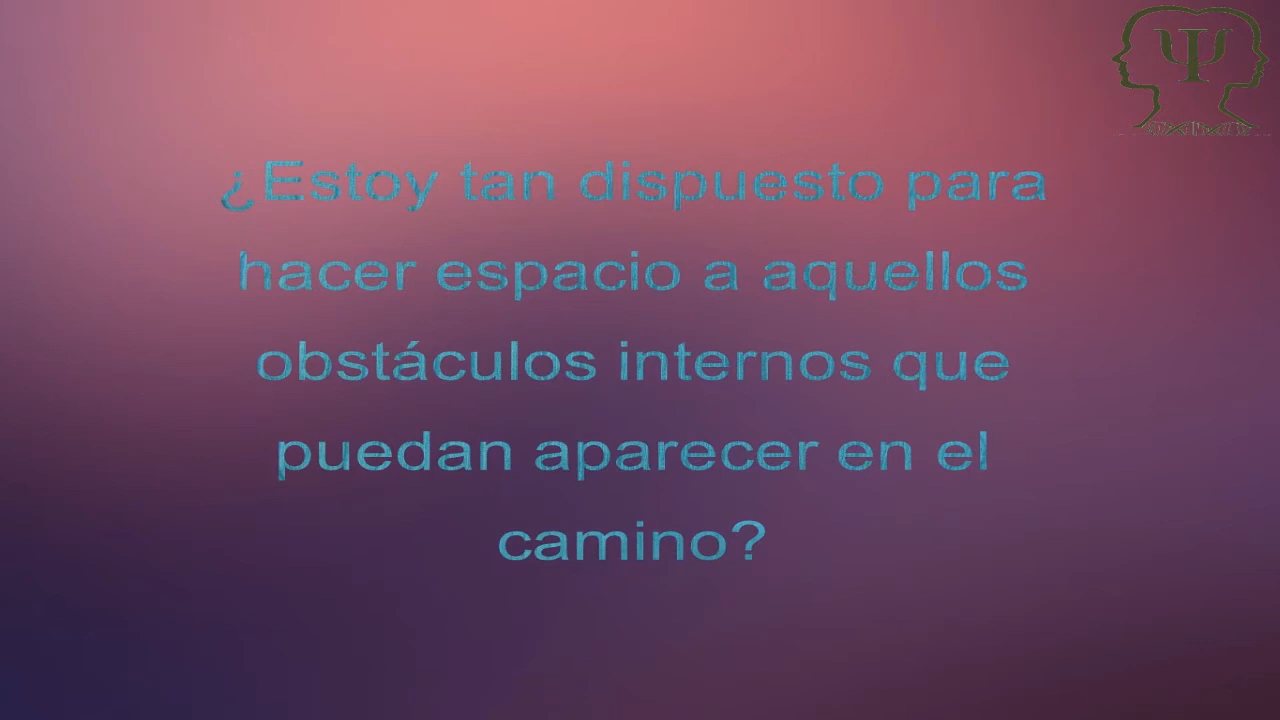 Ψ
¿Estoy tan dispuesto para
hacer espacio a aquellos
obstáculos internos que
puedan aparecer en el
camino?